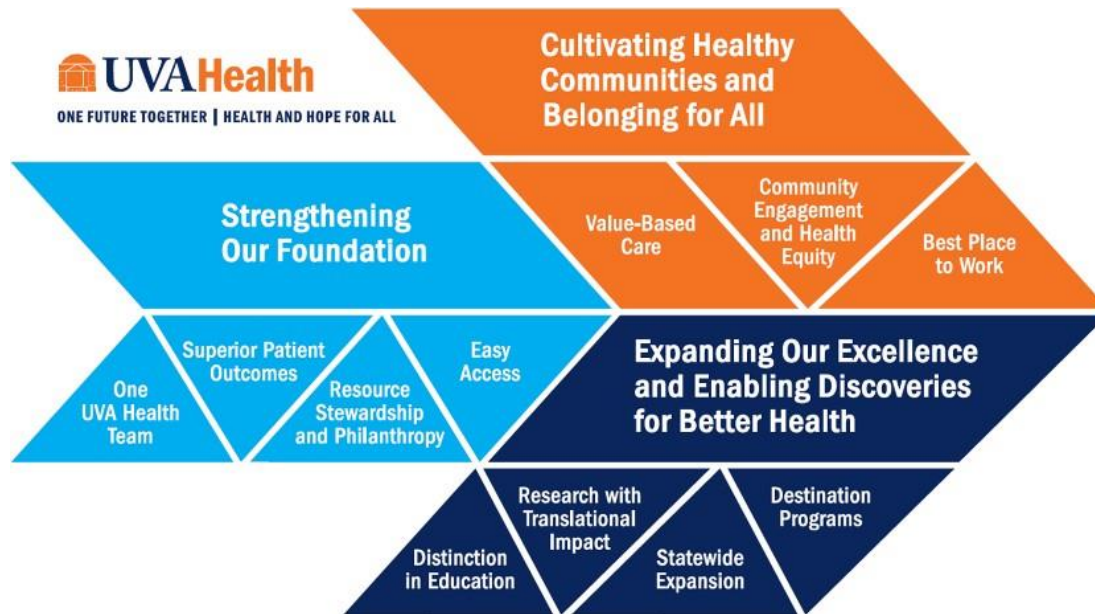 UVAHealth
ONE FUTURE TOGETHER | HEALTH AND HOPE FOR ALL
Cultivating Healthy
Communities and
Belonging for All
Value-Based
Care
Community
Engagement
and Health
Equity
Best Place
to Work
Strengthening
Our Foundation
One
UVA Health
Team
Superior Patient
Outcomes
Resource
Stewardship
and Philanthropy
Easy
Access
Expanding Our Excellence
and Enabling Discoveries
for Better Health
Distinction
in Education
Research with
Translational
Impact
Statewide
Expansion
Destination
Programs